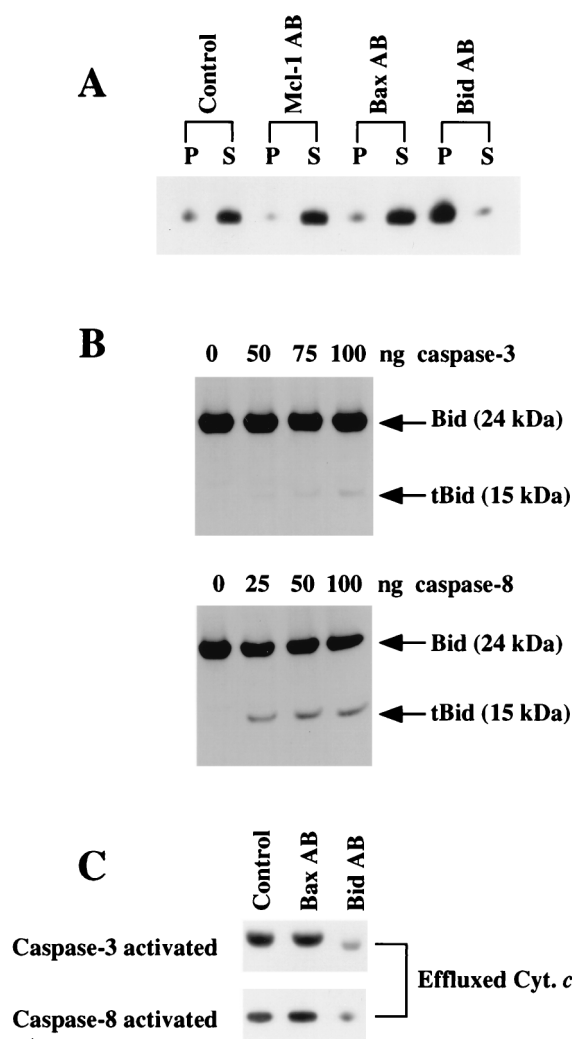 A
Control
Mcl-1 AB
Bax AB
Bid AB
P S P S P S P S
B
0 50 75 100 ng caspase-3
Bid (24 kDa)
tBid (15 kDa)
0 25 50 100 ng caspase-8
Bid (24 kDa)
tBid (15 kDa)
C
Control
Bax AB
Bid AB
Caspase-3 activated
Effluxed Cyt. c
Caspase-8 activated